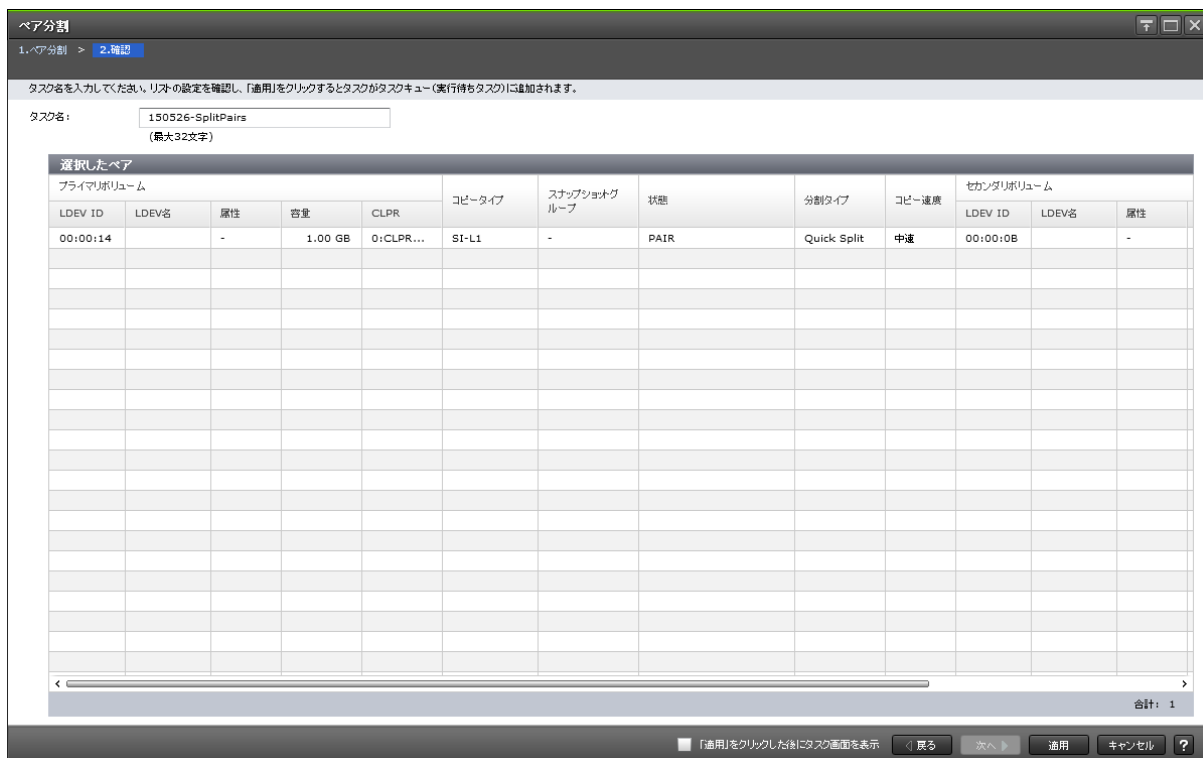 ペア分割
1.ペア分割 > 2.確認
タスク名を入力してください。リストの設定を確認し、「適用」をクリックするとタスクがタスクキュー(実行待ちタスク)に追加されます。
タスク名: 150526-SplitPairs
(最大32文字)
選択したペア
プライマリボリューム コピータイプ スナップショットグループ 状態 分割タイプ コピー速度 セカンダリボリューム
LDEV ID LDEV名 属性 容量 CLPR LDEV ID LDEV名 属性
00:00:14 - 1.00 GB 0:CLPR... SI-L1 - PAIR Quick Split 中速 00:00:0B -
合計: 1
「適用」をクリックした後にタスク画面を表示 戻る 次へ 適用 キャンセル ?